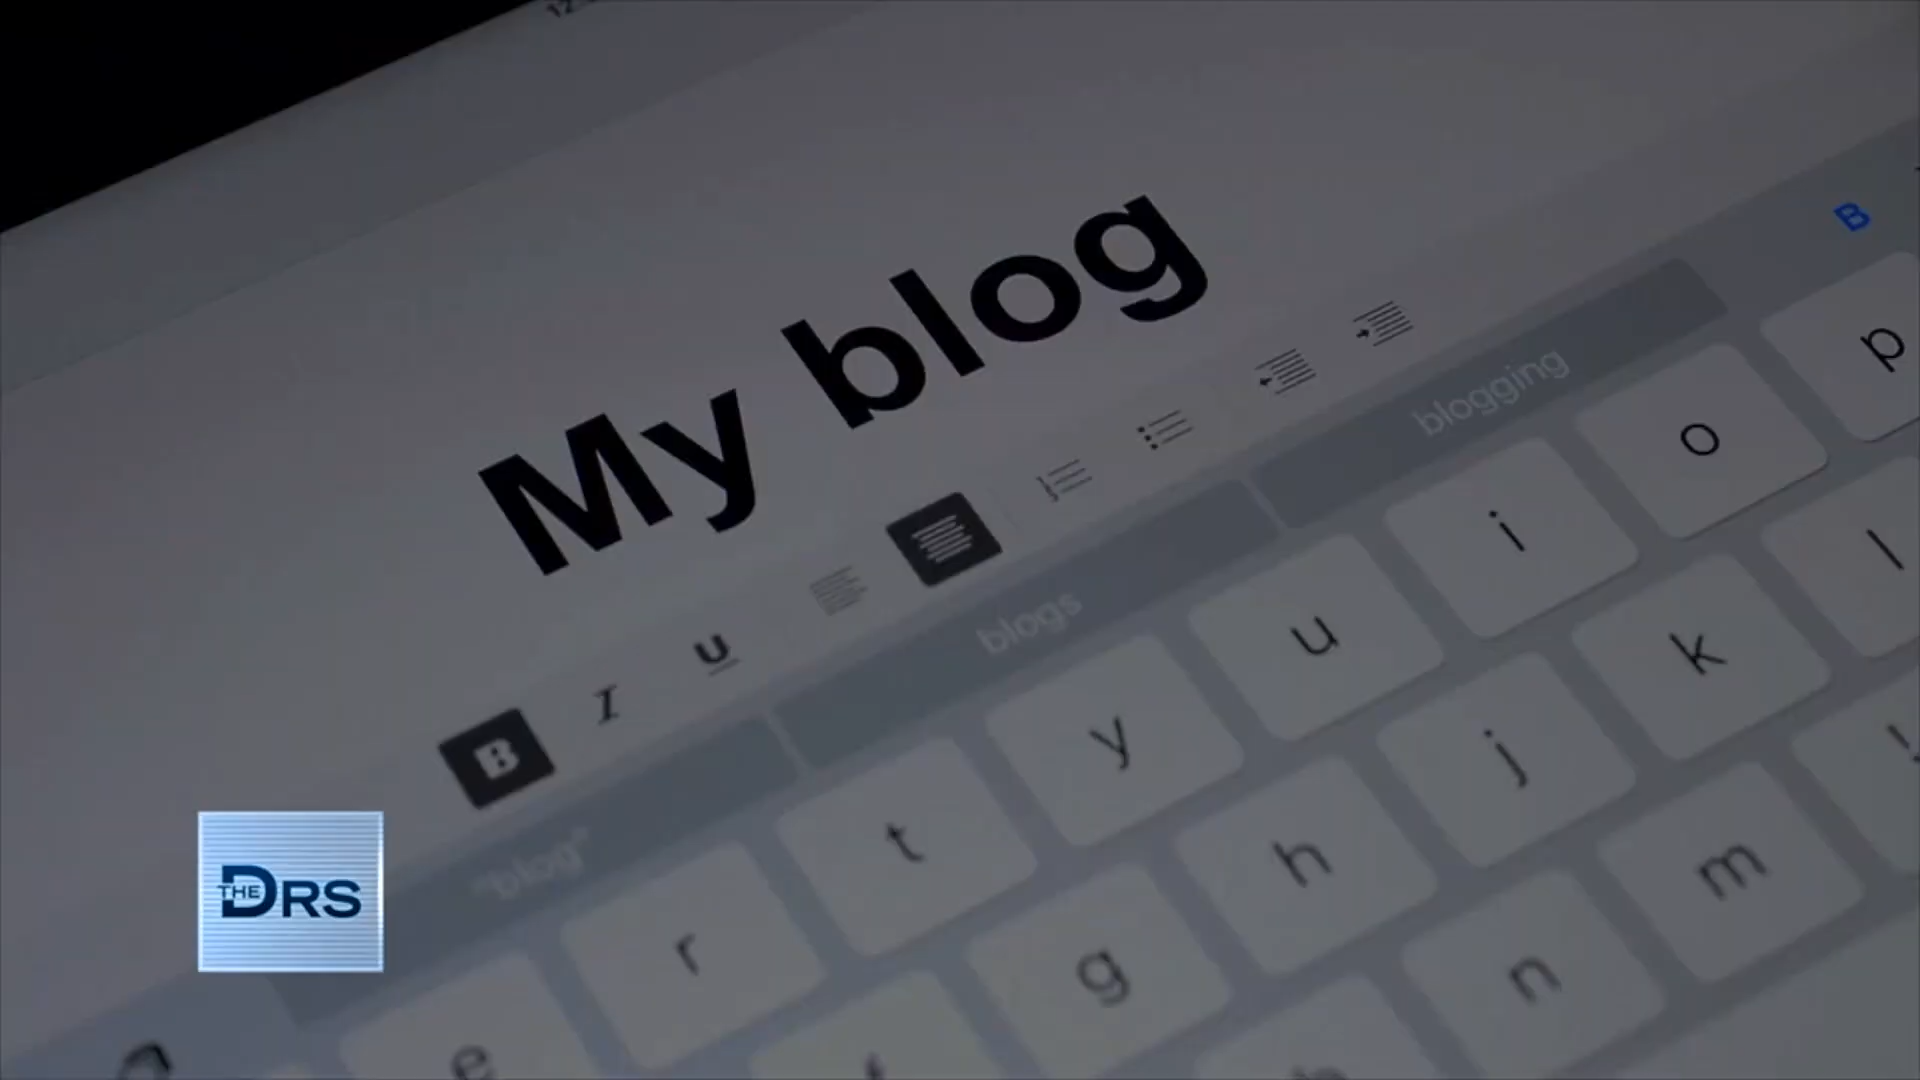 My blog
B I U
"blog" blogs blogging B
e r t y u i o p
g h j k l
n m !
THE DRS